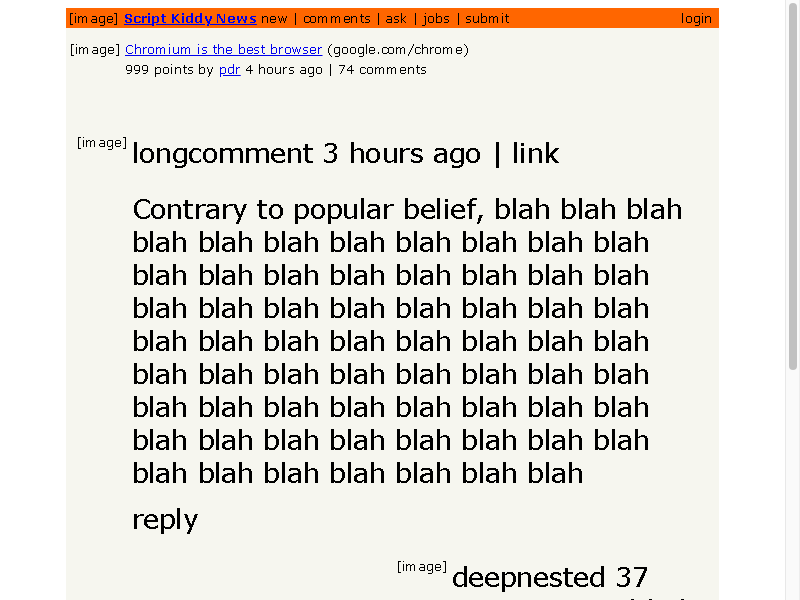 [image] Script Kiddy News new | comments | ask | jobs | submit login
[image] Chromium is the best browser (google.com/chrome)
999 points by pdr 4 hours ago | 74 comments
[image] longcomment 3 hours ago | link
Contrary to popular belief, blah blah blah
blah blah blah blah blah blah blah blah
blah blah blah blah blah blah blah blah
blah blah blah blah blah blah blah blah
blah blah blah blah blah blah blah blah
blah blah blah blah blah blah blah blah
blah blah blah blah blah blah blah blah
blah blah blah blah blah blah blah blah
blah blah blah blah blah blah blah
reply
[image] deepnested 37